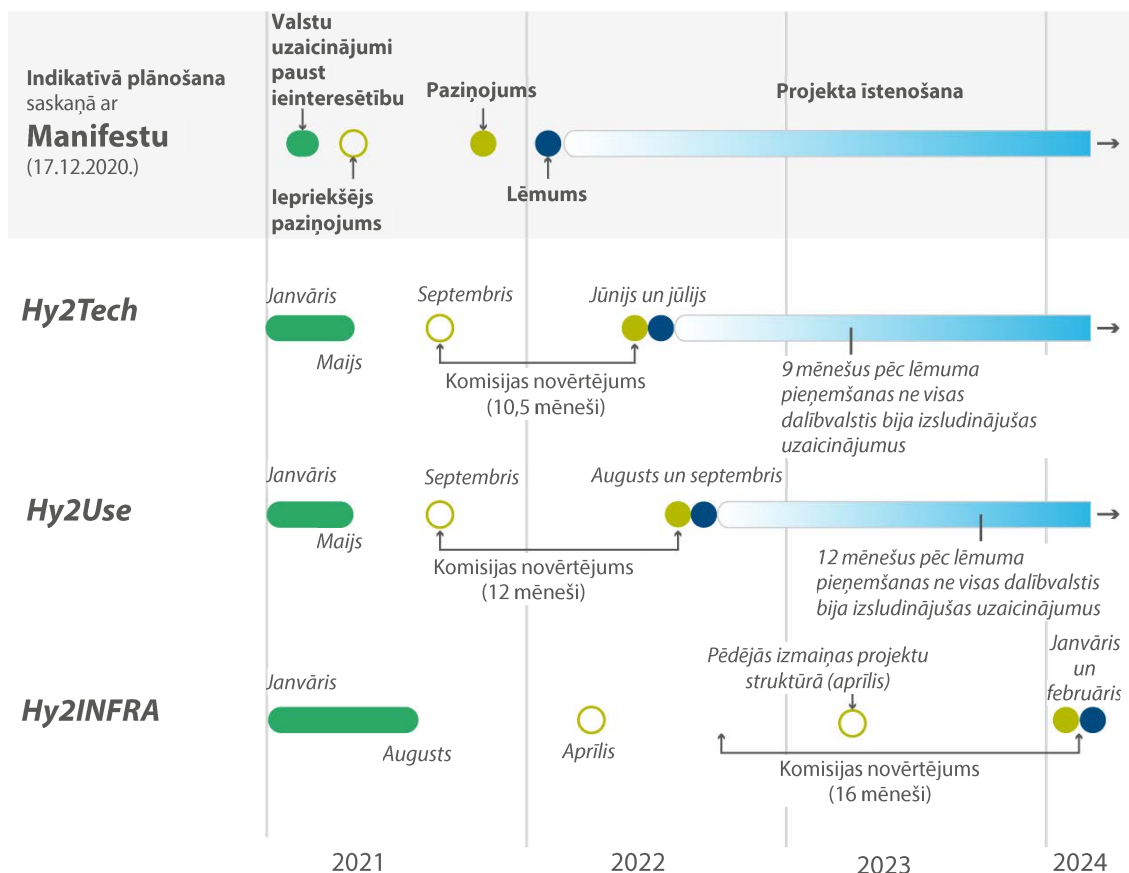 Indikatīvā plānošana
saskaņā ar
Manifestu
(17.12.2020.)
Valstu
uzaicinājumi
paust
ieinteresētību
Iepriekšējs
paziņojums
Paziņojums
Lēmums
Projekta īstenošana
Hy2Tech
Janvāris
Maijs
Septembris
Jūnijs un jūlijs
Komisijas novērtējums
(10,5 mēneši)
9 mēnešus pēc lēmuma
pieņemšanas ne visas
dalībvalstis bija izsludinājušas
uzaicinājumus
Hy2Use
Janvāris
Maijs
Septembris
Augusts un septembris
Komisijas novērtējums
(12 mēneši)
12 mēnešus pēc lēmuma
pieņemšanas ne visas dalībvalstis
bija izsludinājušas uzaicinājumus
Hy2INFRA
Janvāris
Augusts
Aprīlis
Pēdējās izmaiņas projektu
struktūrā (aprīlis)
Janvāris
un
februāris
Komisijas novērtējums
(16 mēneši)
2021
2022
2023
2024